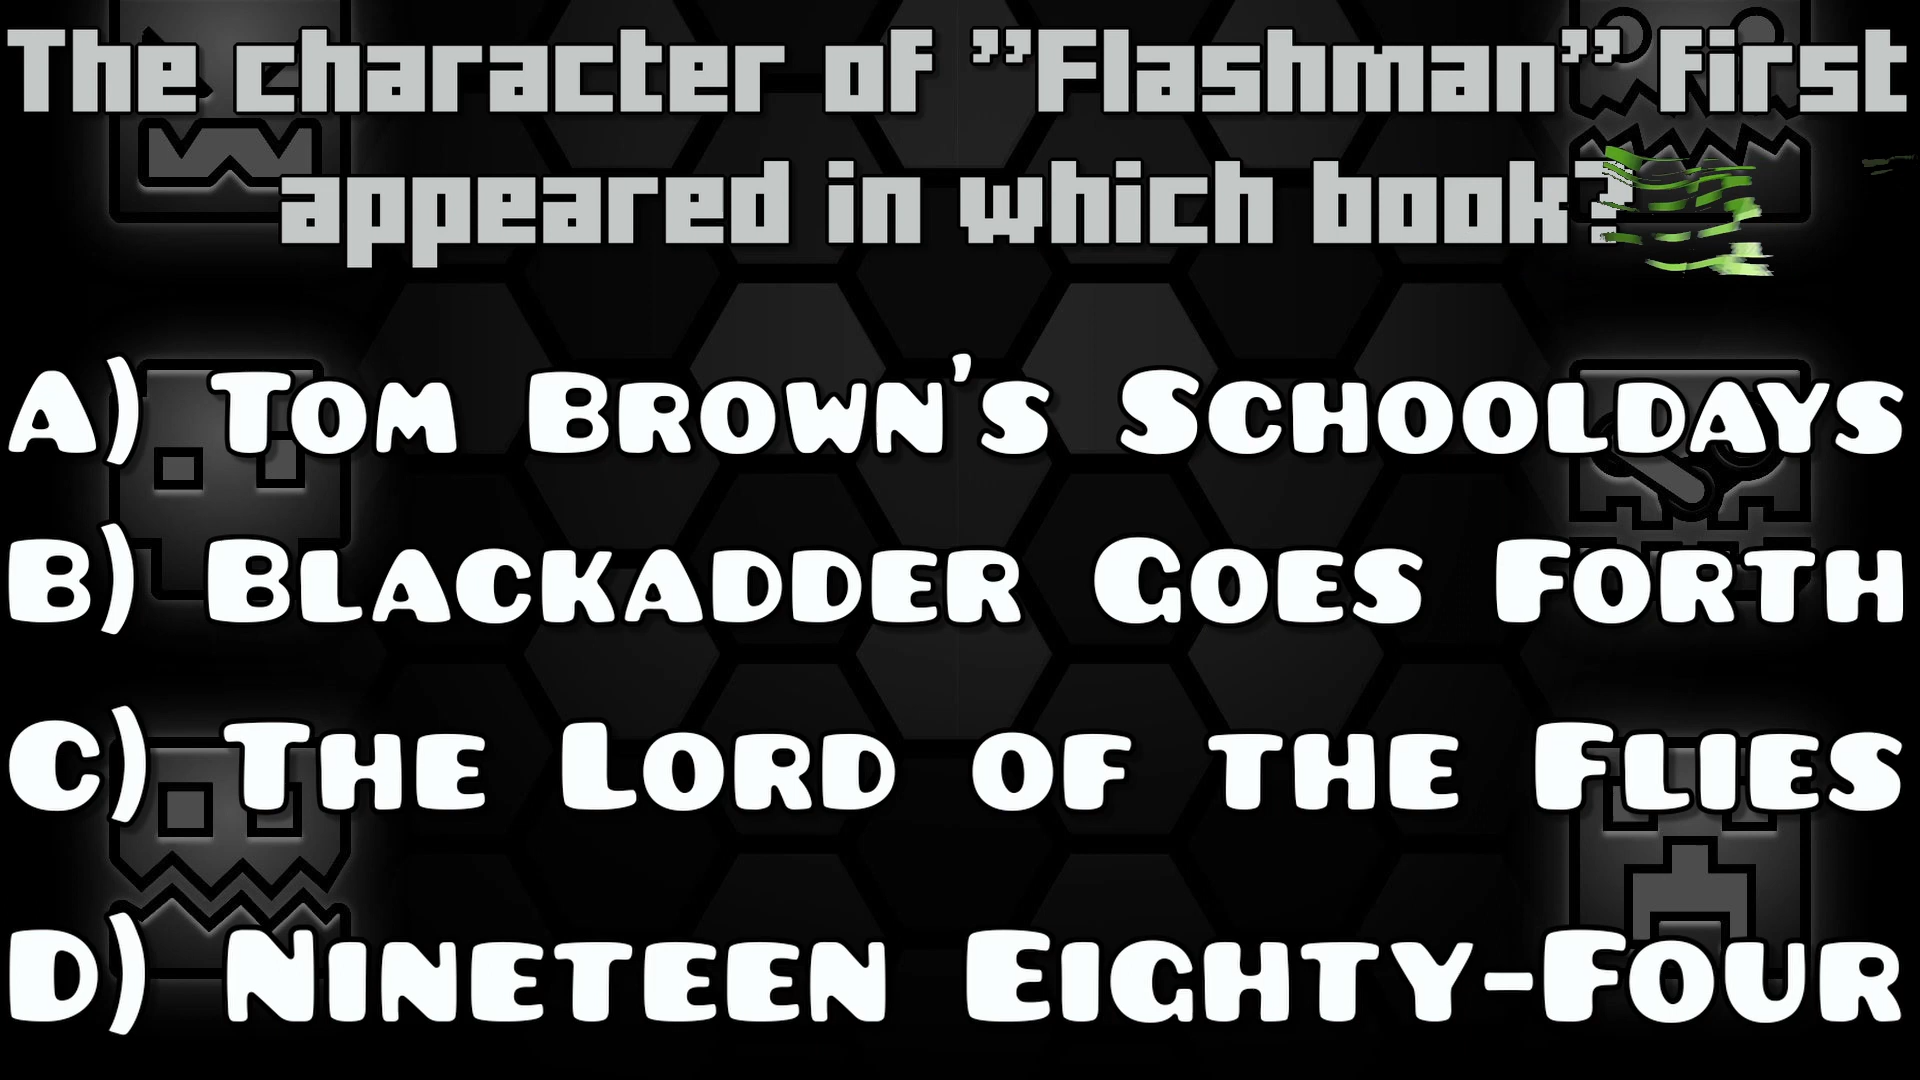 The character of "Flashman" first
appeared in which book?
A) Tom Brown's Schooldays
B) Blackadder Goes Forth
C) The Lord of the Flies
D) Nineteen Eighty-Four